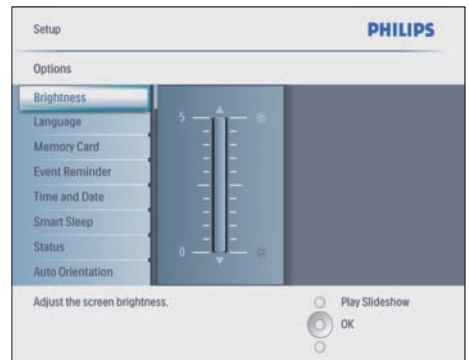 Setup
PHILIPS
Options
Brightness
Language
Memory Card
Event Reminder
Time and Date
Smart Sleep
Status
Auto Orientation
5
0
Adjust the screen brightness.
Play Slideshow
OK